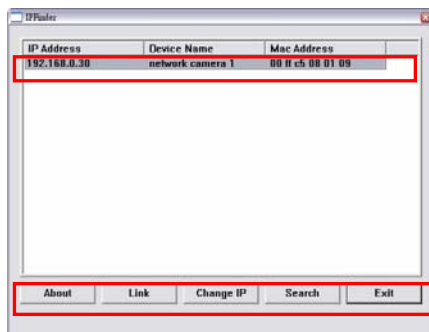 IPFinder
IP Address Device Name Mac Address
192.168.0.30 network camera 1 00 ff c5 08 01 09
About Link Change IP Search Exit